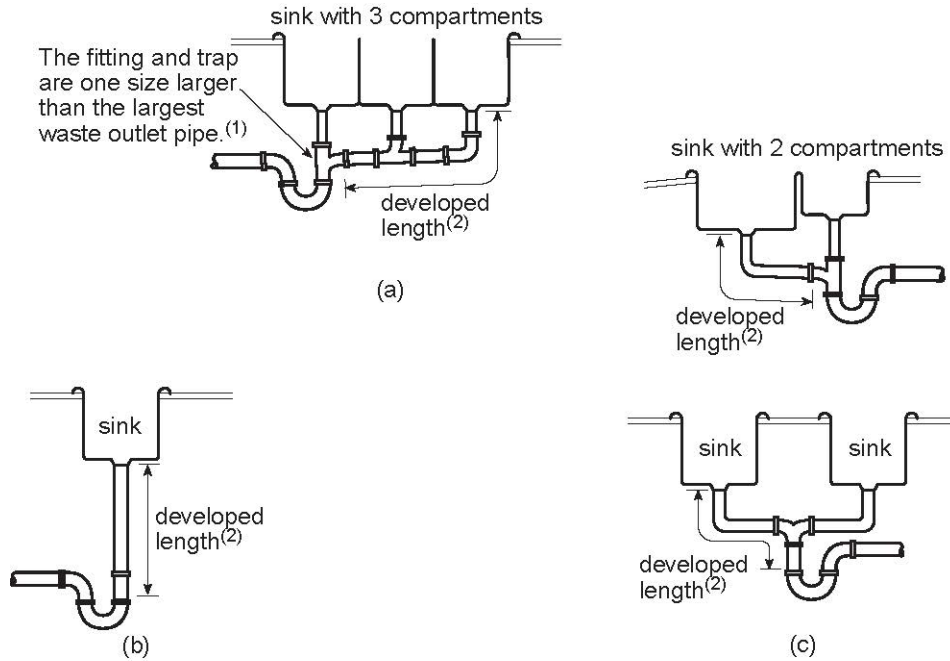 sink with 3 compartments
The fitting and trap
are one size larger
than the largest
waste outlet pipe.(1)
developed
length(2)
(a)
sink with 2 compartments
developed
length(2)
sink
developed
length(2)
(b)
sink
sink
developed
length(2)
(c)